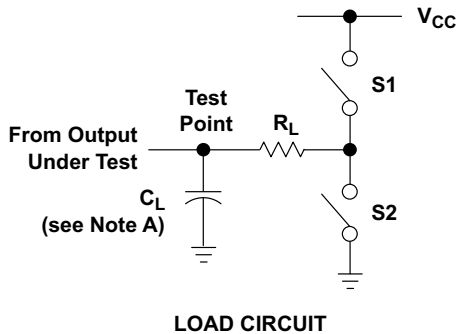 VCC
S1
Test
Point
RL
From Output
Under Test
CL
(see Note A)
S2
LOAD CIRCUIT